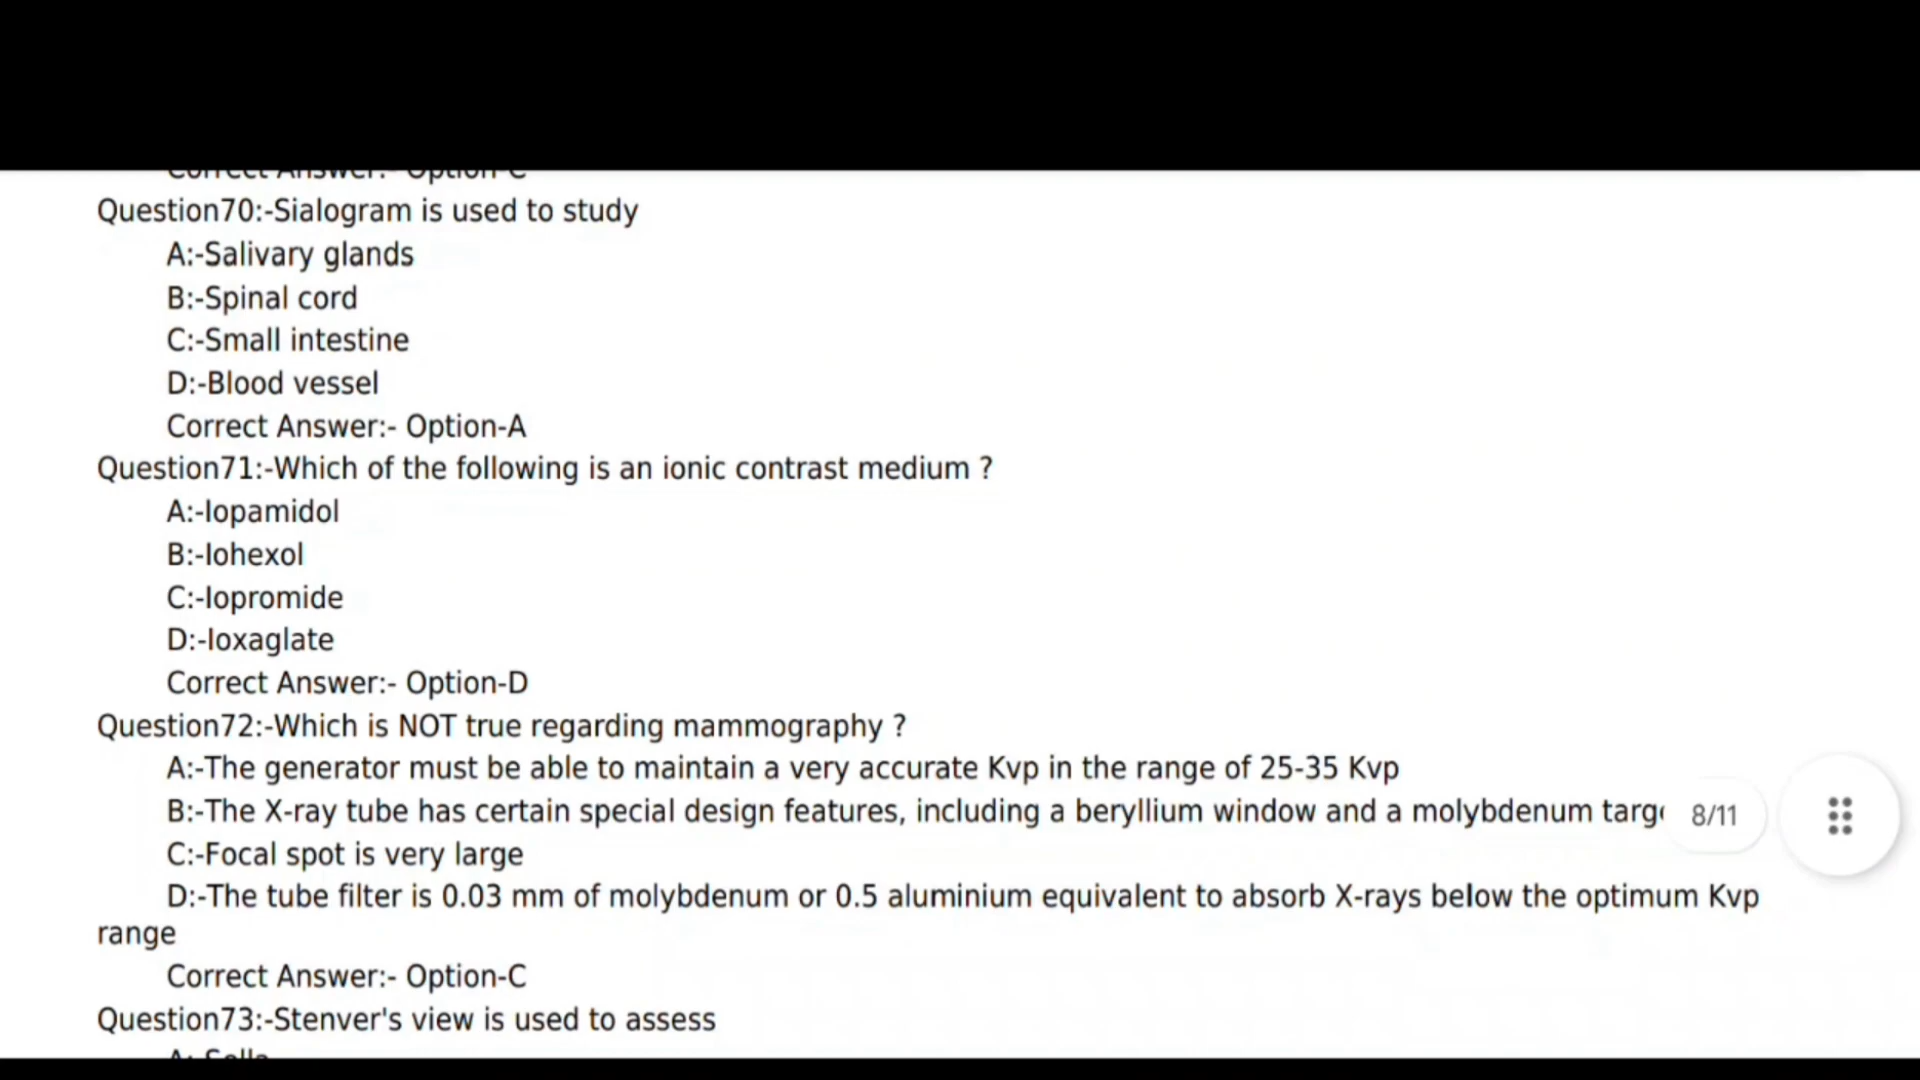 Correct Answer:- Option-C
Question70:-Sialogram is used to study
A:-Salivary glands
B:-Spinal cord
C:-Small intestine
D:-Blood vessel
Correct Answer:- Option-A
Question71:-Which of the following is an ionic contrast medium ?
A:-Iopamidol
B:-Iohexol
C:-Iopromide
D:-Ioxaglate
Correct Answer:- Option-D
Question72:-Which is NOT true regarding mammography ?
A:-The generator must be able to maintain a very accurate Kvp in the range of 25-35 Kvp
B:-The X-ray tube has certain special design features, including a beryllium window and a molybdenum
8/11
C:-Focal spot is very large
D:-The tube filter is 0.03 mm of molybdenum or 0.5 aluminium equivalent to absorb X-rays below the optimum Kvp
range
Correct Answer:- Option-C
Question73:-Stenver's view is used to assess